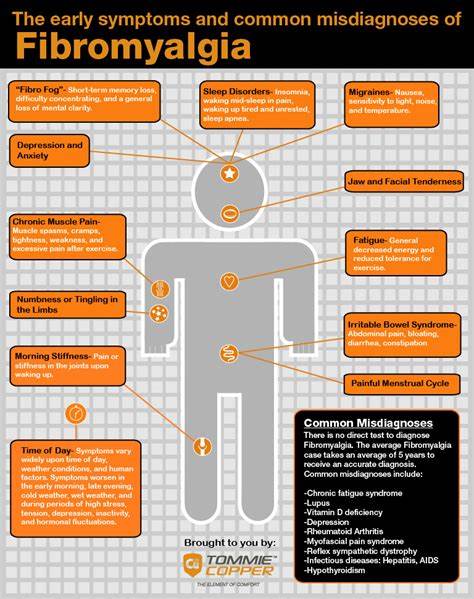 The early symptoms and common misdiagnoses of
Fibromyalgia
"Fibro Fog"- Short-term memory loss,
difficulty concentrating, and a general
loss of mental clarity.
Sleep Disorders- Insomnia,
waking mid-sleep in pain,
waking up tired and unrested,
sleep apnea.
Migraines- Nausea,
sensitivity to light, noise,
and temperature.
Depression and
Anxiety
Jaw and Facial Tenderness
Chronic Muscle Pain-
Muscle spasms, cramps,
tightness, weakness, and
excessive pain after exercise.
Fatigue- General
decreased energy and
reduced tolerance for
exercise.
Numbness or Tingling in
the Limbs
Irritable Bowel Syndrome-
Abdominal pain, bloating,
diarrhea, constipation
Morning Stiffness- Pain or
stiffness in the joints upon
waking up.
Painful Menstrual Cycle
Time of Day- Symptoms vary
widely upon time of day,
weather conditions, and human
factors. Symptoms worsen in
the early morning, late evening,
cold weather, wet weather, and
during periods of high stress,
tension, depression, inactivity,
and hormonal fluctuations.
Common Misdiagnoses
There is no direct test to diagnose
Fibromyalgia. The average Fibromyalgia
case takes an average of 5 years to
receive an accurate diagnosis.
Common misdiagnoses include:
-Chronic fatigue syndrome
-Lupus
-Vitamin D deficiency
-Depression
-Rheumatoid Arthritis
-Myofascial pain syndrome
-Reflex sympathetic dystrophy
-Infectious diseases: Hepatitis, AIDS
-Hypothyroidism
Brought to you by:
Cu TOMMIE
COPPER
THE ELEMENT OF COMFORT